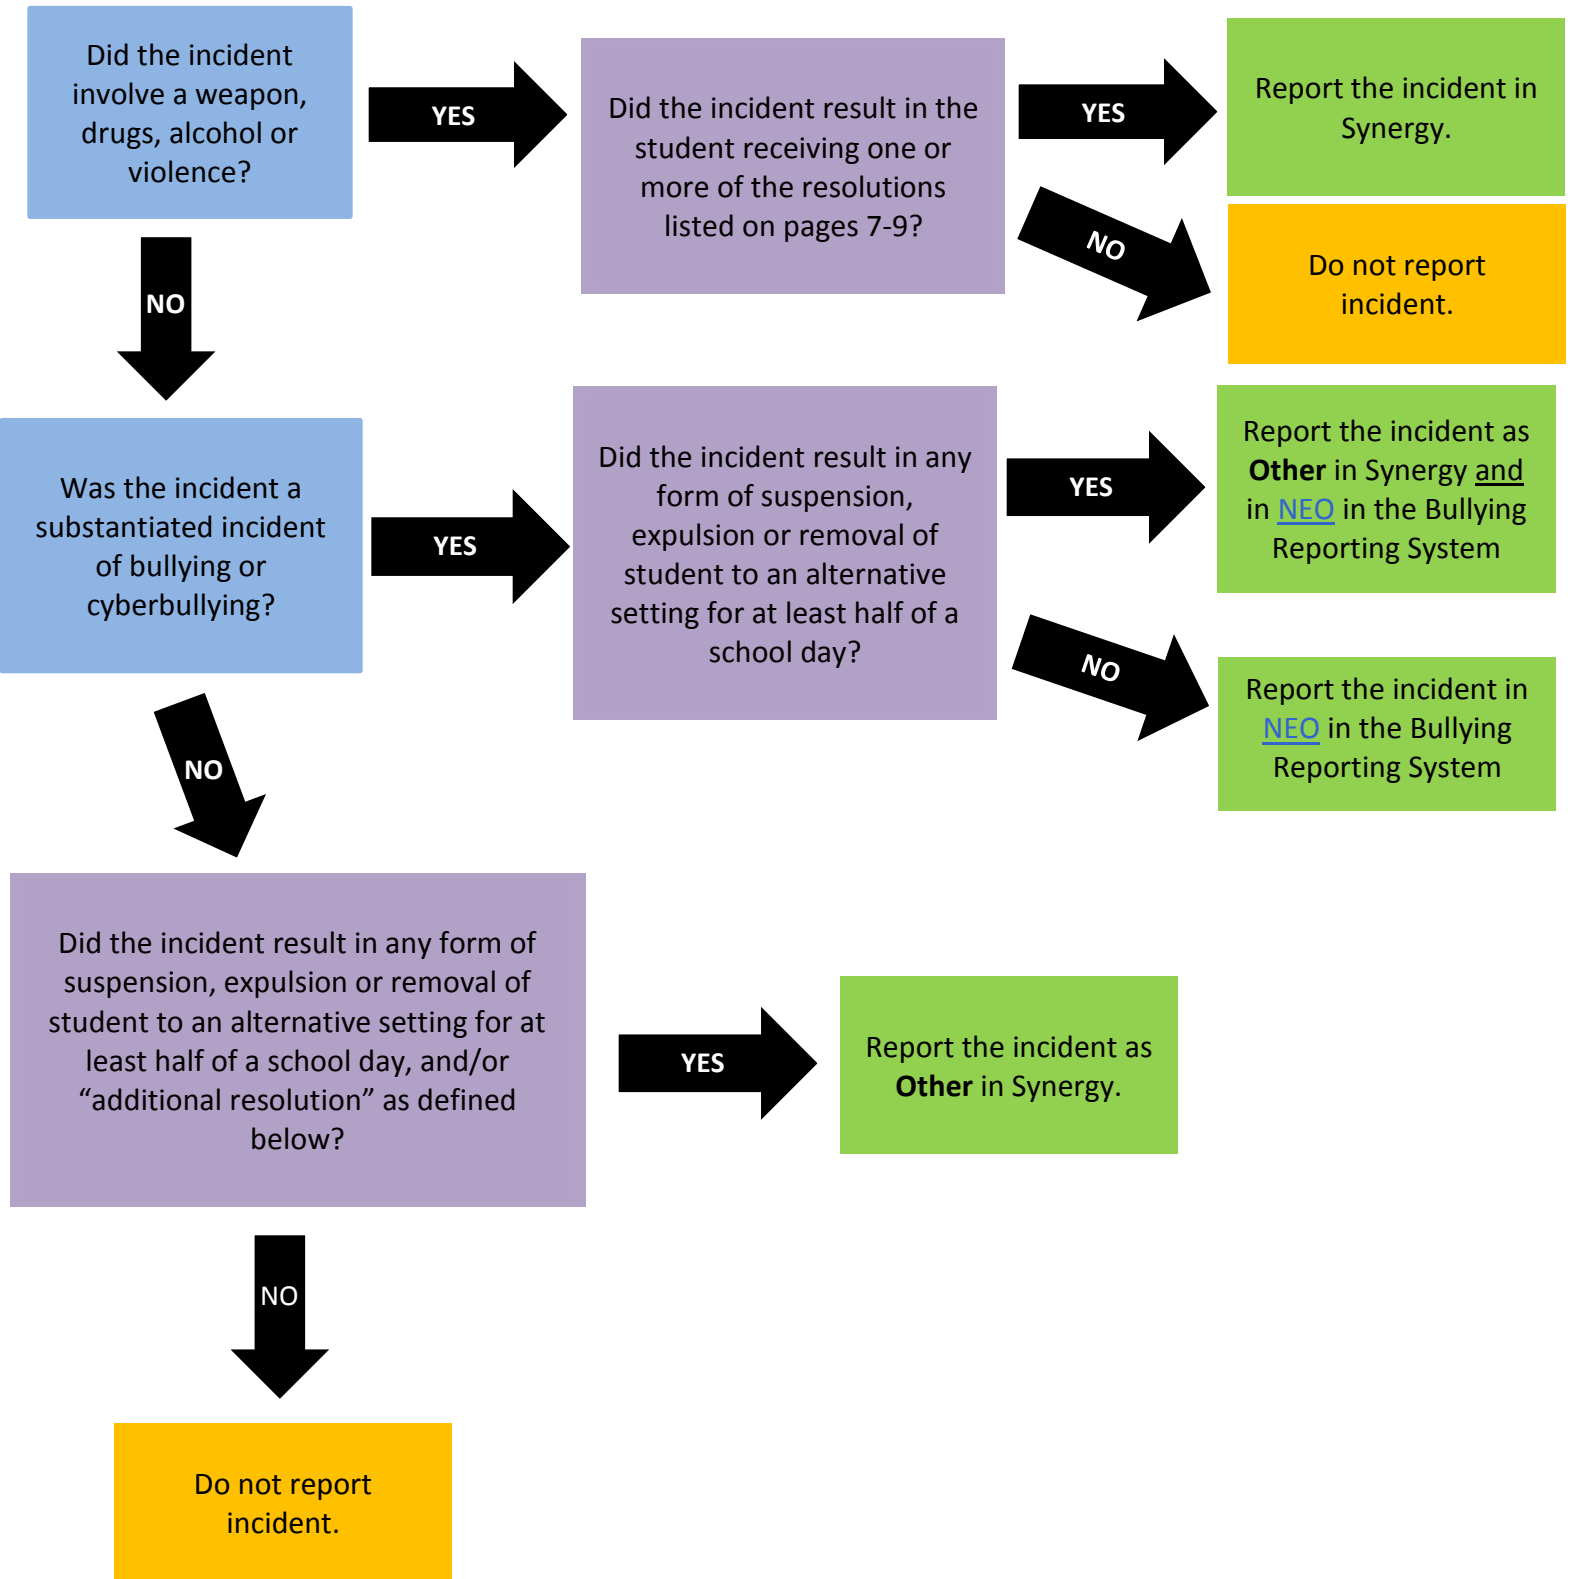 Did the incident
involve a weapon,
drugs, alcohol or
violence?
YES
Did the incident result in the
student receiving one or
more of the resolutions
listed on pages 7-9?
YES
Report the incident in
Synergy.
NO
Do not report
incident.
NO
Was the incident a
substantiated incident
of bullying or
cyberbullying?
YES
Did the incident result in any
form of suspension,
expulsion or removal of
student to an alternative
setting for at least half of a
school day?
YES
Report the incident as
Other in Synergy and
in NEO in the Bullying
Reporting System
NO
Report the incident in
NEO in the Bullying
Reporting System
NO
Did the incident result in any form of
suspension, expulsion or removal of
student to an alternative setting for at
least half of a school day, and/or
“additional resolution” as defined
below?
YES
Report the incident as
Other in Synergy.
NO
Do not report
incident.